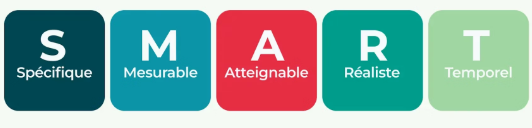 S M A R T
Spécifique Mesurable Atteignable Réaliste Temporel